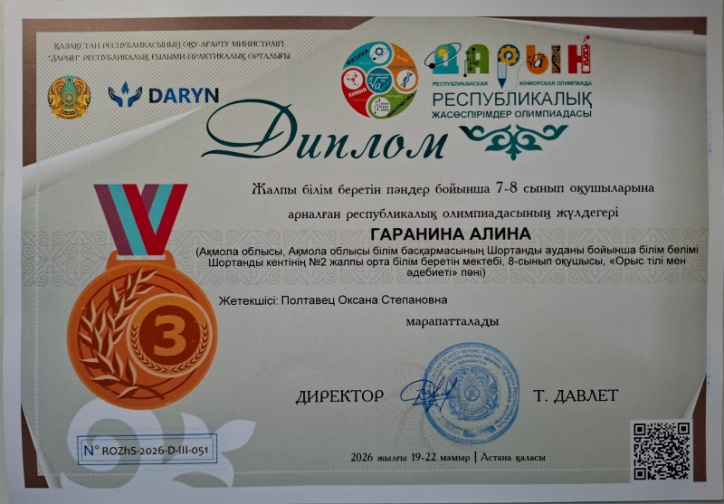 ҚАЗАҚСТАН РЕСПУБЛИКАСЫНЫҢ ОҚУ-АҒАРТУ МИНИСТРЛІГІ
"ДАРЫН" РЕСПУБЛИКАЛЫҚ ҒЫЛЫМИ-ПРАКТИКАЛЫҚ ОРТАЛЫҒЫ
DARYN
ДАРЫН
РЕСПУБЛИКАНСКАЯ ЮНИОРСКАЯ ОЛИМПИАДА
РЕСПУБЛИКАЛЫҚ
ЖАСӨСПІРІМДЕР ОЛИМПИАДАСЫ
Диплом
Жалпы білім беретін пәндер бойынша 7-8 сынып оқушыларына
арналған республикалық олимпиадасының жүлдегері
ГАРАНИНА АЛИНА
(Ақмола облысы, Ақмола облысы білім басқармасының Шортанды ауданы бойынша білім бөлімі
Шортанды кентінің №2 жалпы орта білім беретін мектебі, 8-сынып оқушысы, «Орыс тілі мен
әдебиеті» пәні)
Жетекшісі: Полтавец Оксана Степановна
марапатталады
3
ДИРЕКТОР Т. ДАВЛЕТ
N° ROZhS-2026-D-III-051
2026 жылғы 19-22 мамыр | Астана қаласы